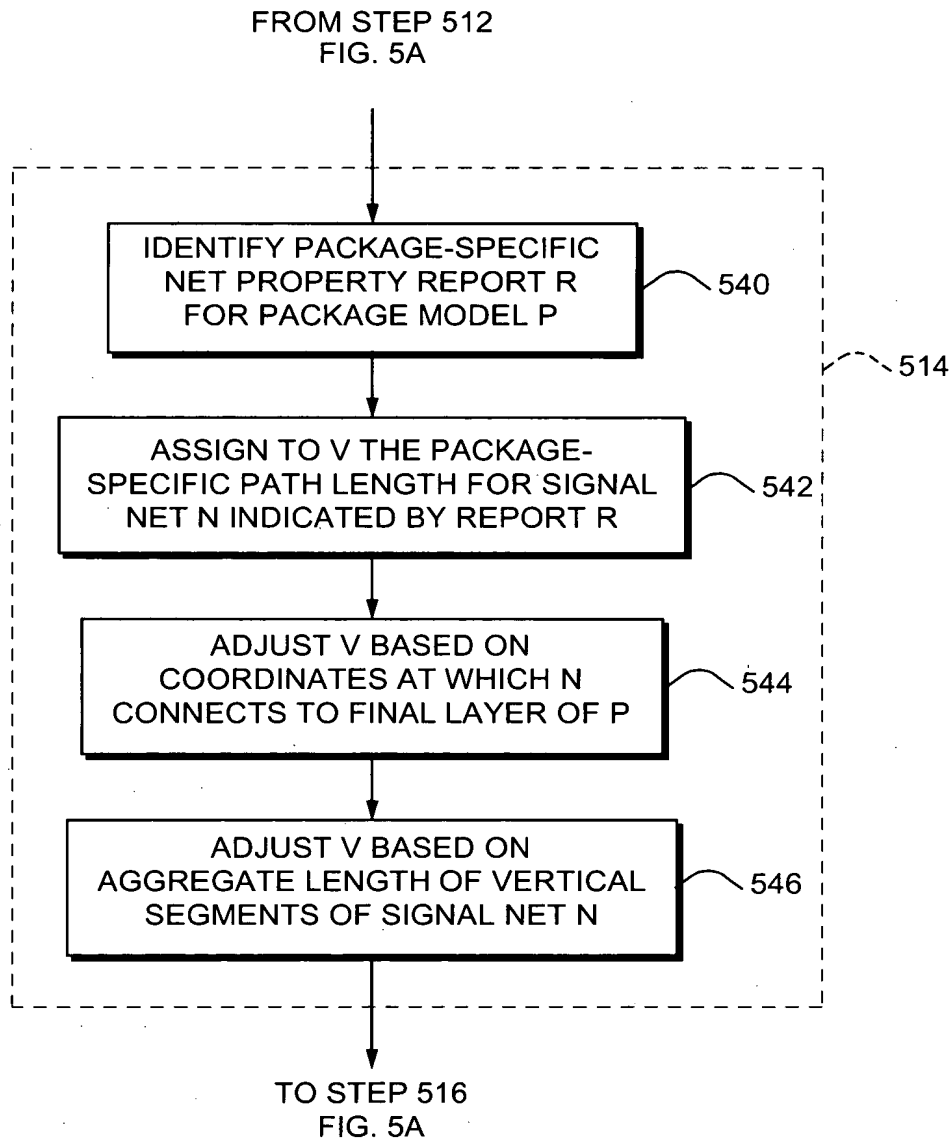 FROM STEP 512
FIG. 5A
IDENTIFY PACKAGE-SPECIFIC
NET PROPERTY REPORT R
FOR PACKAGE MODEL P
540
514
ASSIGN TO V THE PACKAGE-
SPECIFIC PATH LENGTH FOR SIGNAL
NET N INDICATED BY REPORT R
542
ADJUST V BASED ON
COORDINATES AT WHICH N
CONNECTS TO FINAL LAYER OF P
544
ADJUST V BASED ON
AGGREGATE LENGTH OF VERTICAL
SEGMENTS OF SIGNAL NET N
546
TO STEP 516
FIG. 5A